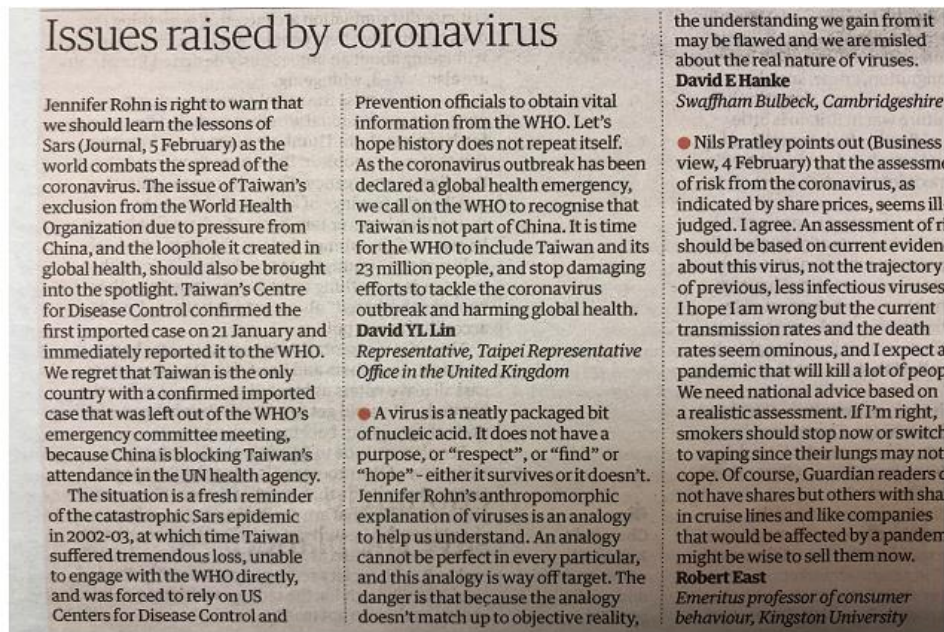 Issues raised by coronavirus
Jennifer Rohn is right to warn that
we should learn the lessons of
Sars (Journal, 5 February) as the
world combats the spread of the
coronavirus. The issue of Taiwan's
exclusion from the World Health
Organization due to pressure from
China, and the loophole it created in
global health, should also be brought
into the spotlight. Taiwan's Centre
for Disease Control confirmed the
first imported case on 21 January and
immediately reported it to the WHO.
We regret that Taiwan is the only
country with a confirmed imported
case that was left out of the WHO's
emergency committee meeting,
because China is blocking Taiwan's
attendance in the UN health agency.
The situation is a fresh reminder
of the catastrophic Sars epidemic
in 2002-03, at which time Taiwan
suffered tremendous loss, unable
to engage with the WHO directly,
and was forced to rely on US
Centers for Disease Control and
Prevention officials to obtain vital
information from the WHO. Let's
hope history does not repeat itself.
As the coronavirus outbreak has been
declared a global health emergency,
we call on the WHO to recognise that
Taiwan is not part of China. It is time
for the WHO to include Taiwan and its
23 million people, and stop damaging
efforts to tackle the coronavirus
outbreak and harming global health.
David YL Lin
Representative, Taipei Representative
Office in the United Kingdom
● A virus is a neatly packaged bit
of nucleic acid. It does not have a
purpose, or "respect", or "find" or
"hope" – either it survives or it doesn't.
Jennifer Rohn's anthropomorphic
explanation of viruses is an analogy
to help us understand. An analogy
cannot be perfect in every particular,
and this analogy is way off target. The
danger is that because the analogy
doesn't match up to objective reality,
the understanding we gain from it
may be flawed and we are misled
about the real nature of viruses.
David E Hanke
Swaffham Bulbeck, Cambridgeshire
● Nils Pratley points out (Business
view, 4 February) that the assessme
of risk from the coronavirus, as
indicated by share prices, seems ill-
judged. I agree. An assessment of r
should be based on current eviden
about this virus, not the trajectory
of previous, less infectious viruses
I hope I am wrong but the current
transmission rates and the death
rates seem ominous, and I expect a
pandemic that will kill a lot of peop
We need national advice based on
a realistic assessment. If I'm right,
smokers should stop now or switch
to vaping since their lungs may not
cope. Of course, Guardian readers
not have shares but others with sha
in cruise lines and like companies
that would be affected by a pandem
might be wise to sell them now.
Robert East
Emeritus professor of consumer
behaviour, Kingston University